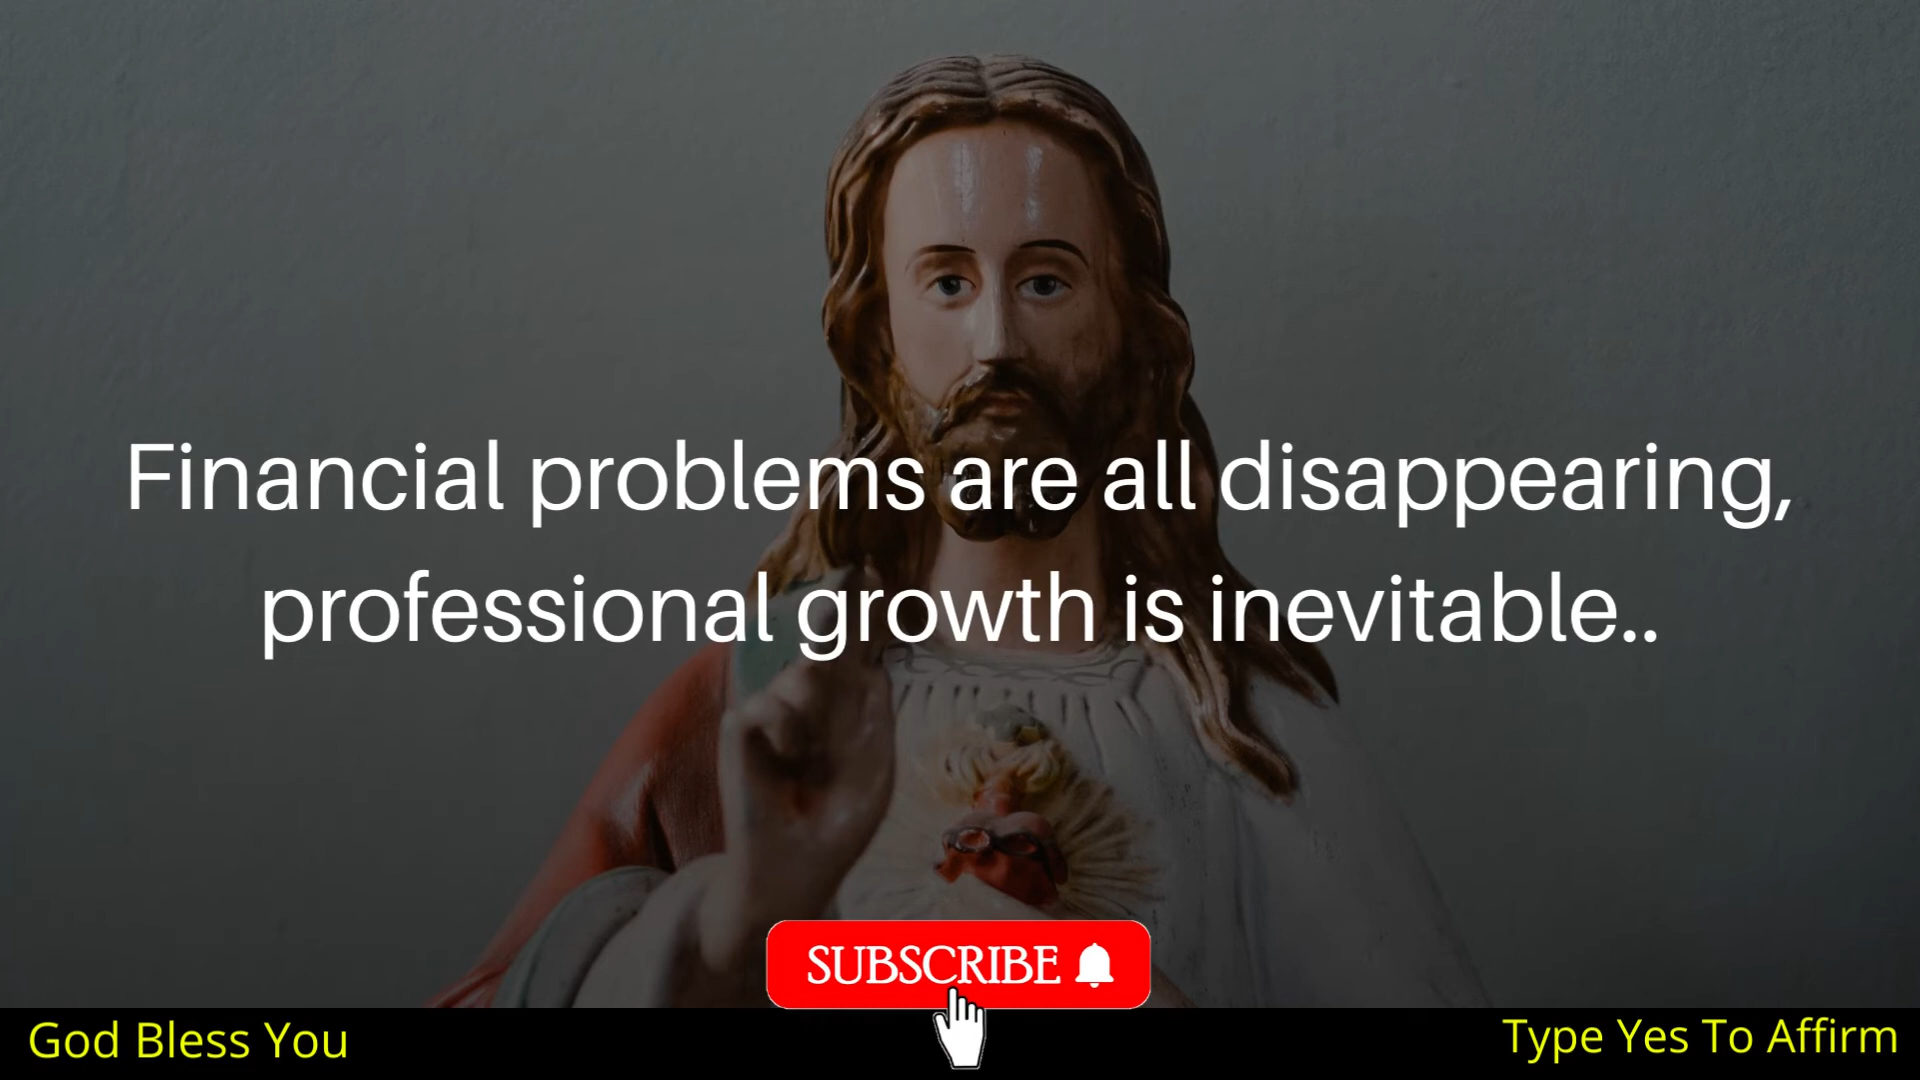 Financial problems are all disappearing,
professional growth is inevitable..
SUBSCRIBE
God Bless You
Type Yes To Affirm